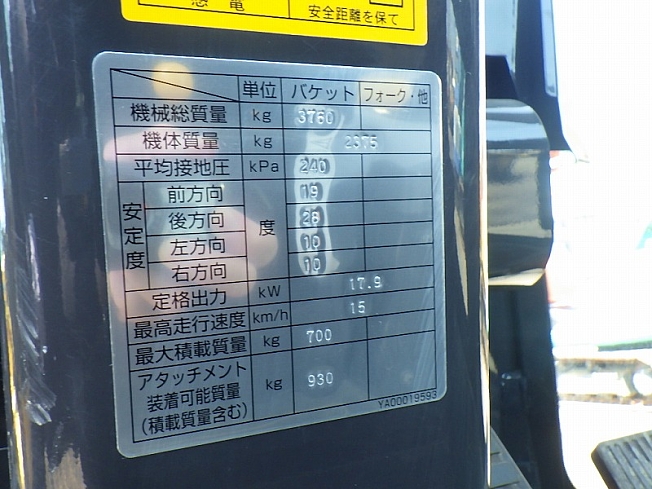 感電
安全距離を保て
単位 バケット フォーク・他
機械総質量 kg 3760
機体質量 kg 2375
平均接地圧 kPa 240
安定度 度
前方向 19
後方向 28
左方向 10
右方向 10
定格出力 kW 17.9
最高走行速度 km/h 15
最大積載質量 kg 700
アタッチメント
装着可能質量 kg 930
(積載質量含む)
YA00019593